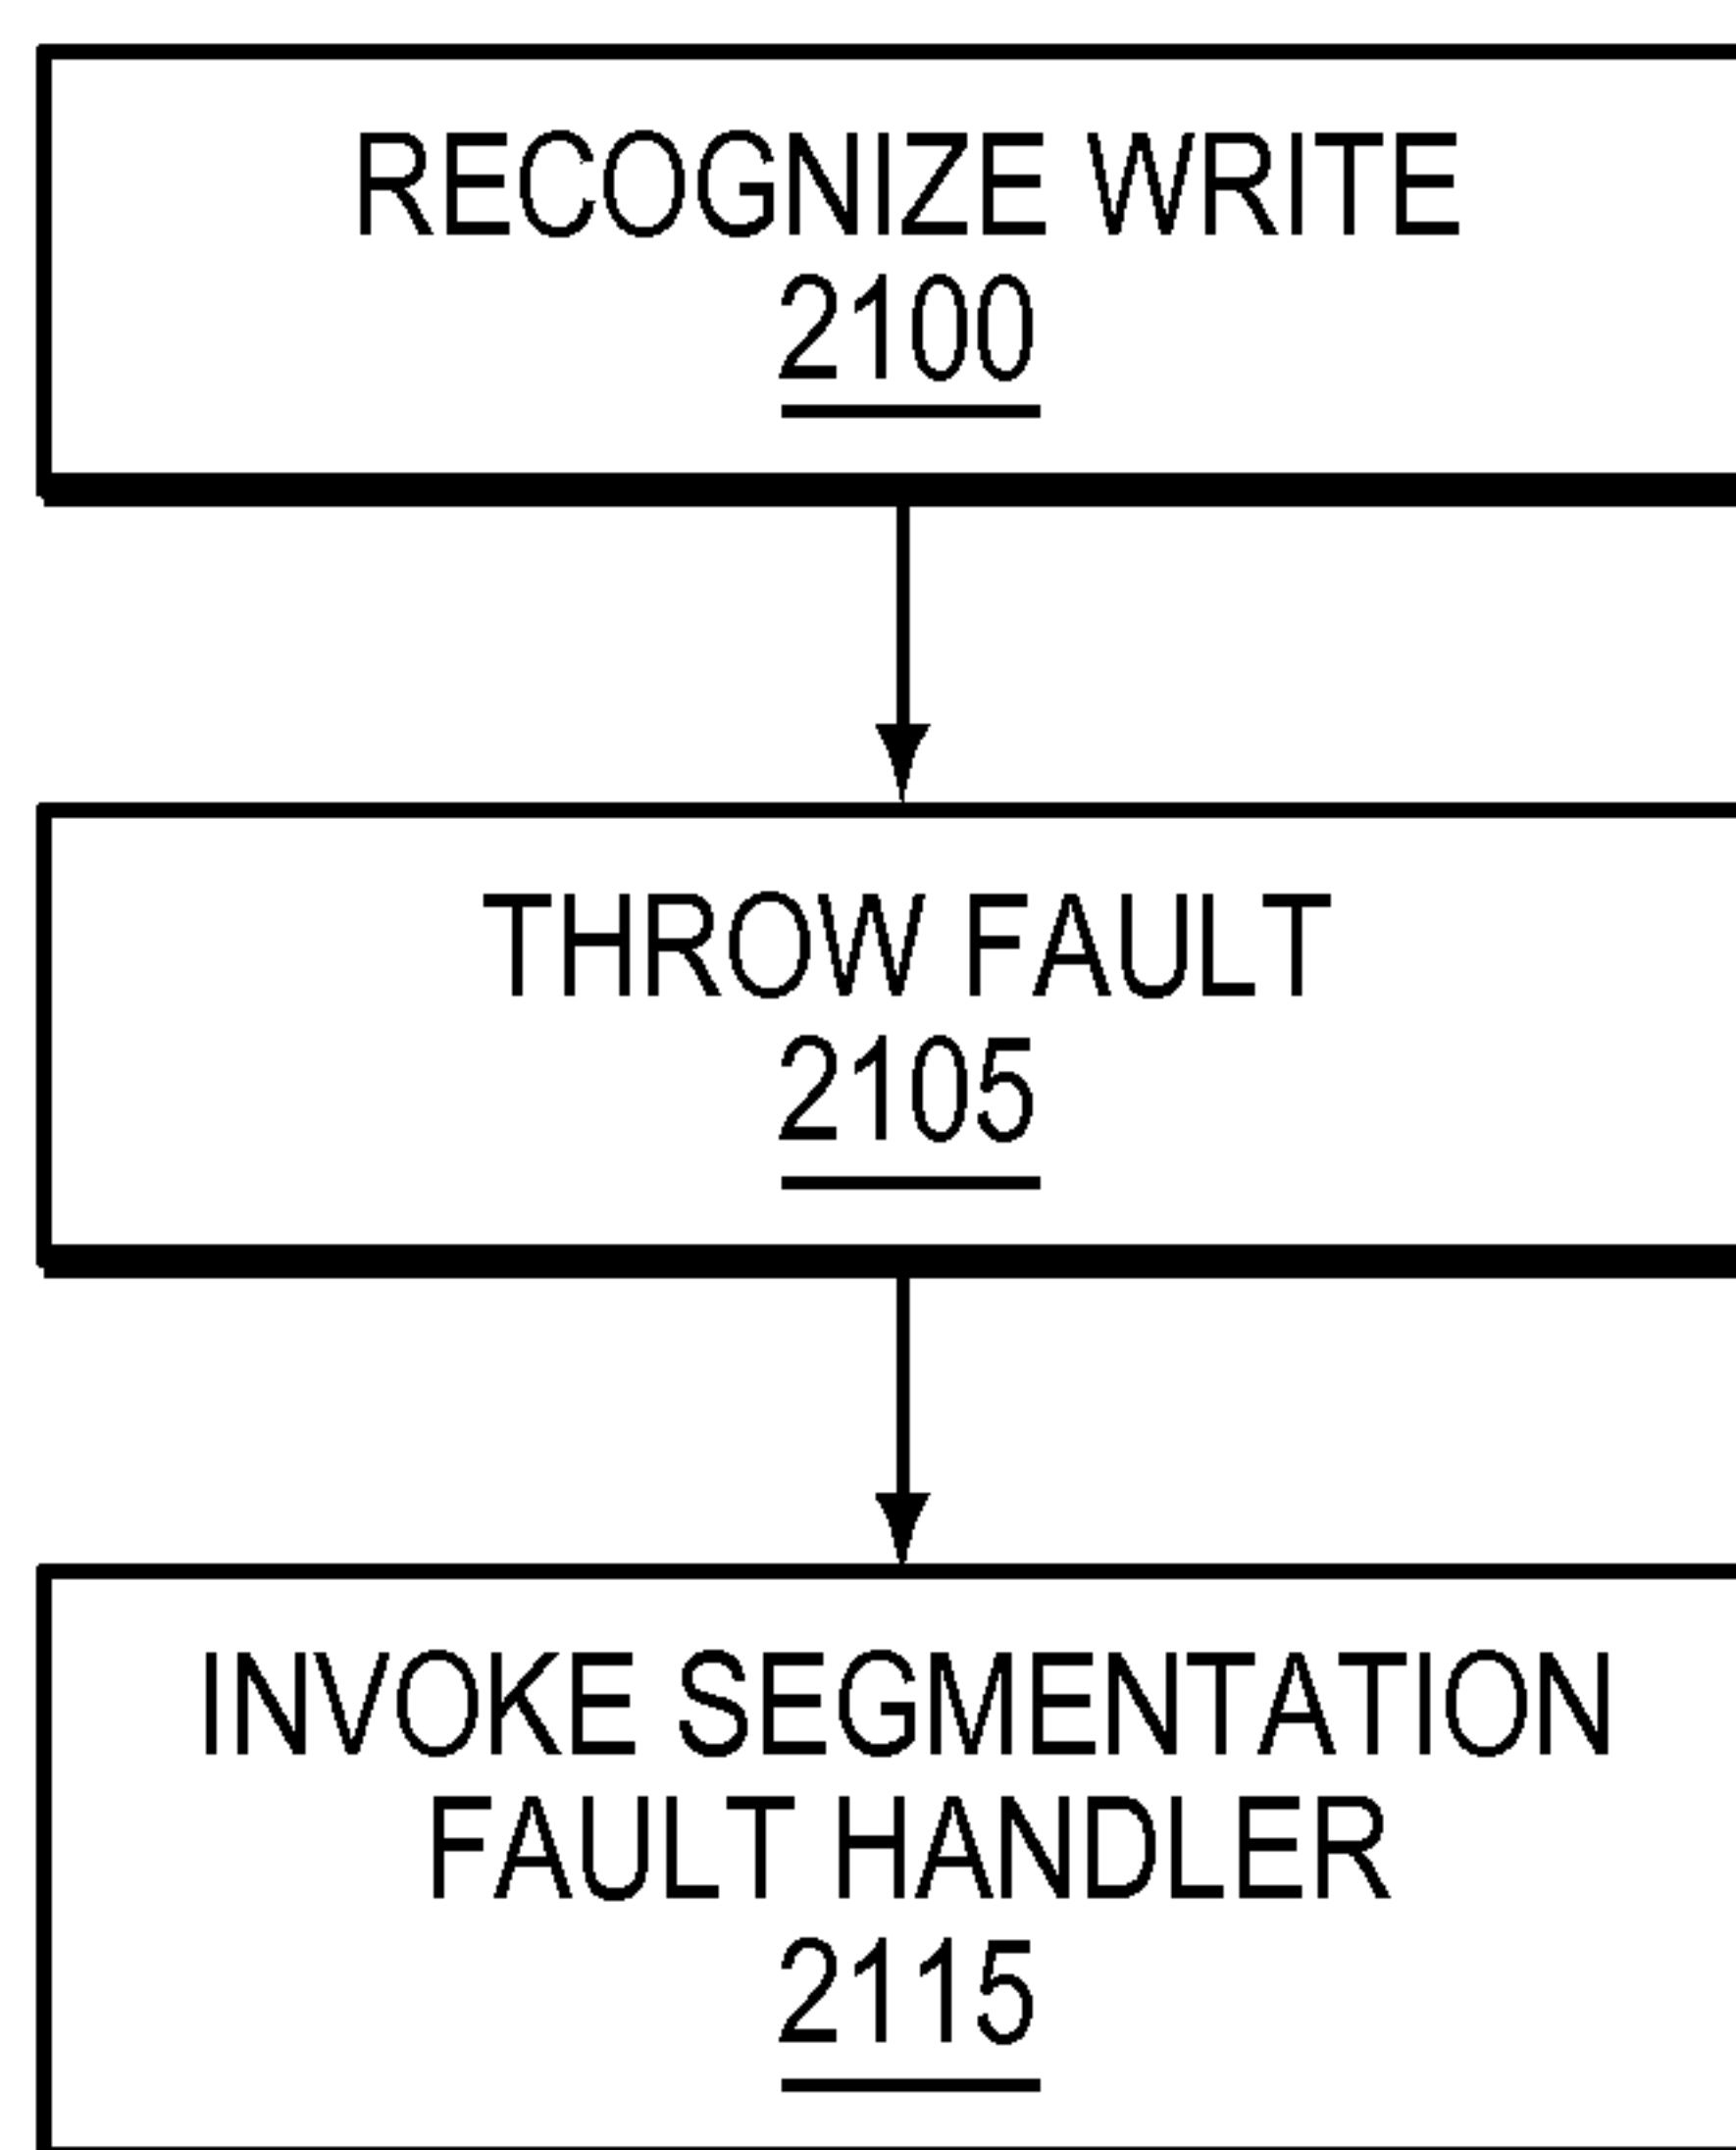 RECOGNIZE WRITE
2100
THROW FAULT
2105
INVOKE SEGMENTATION
FAULT HANDLER
2115